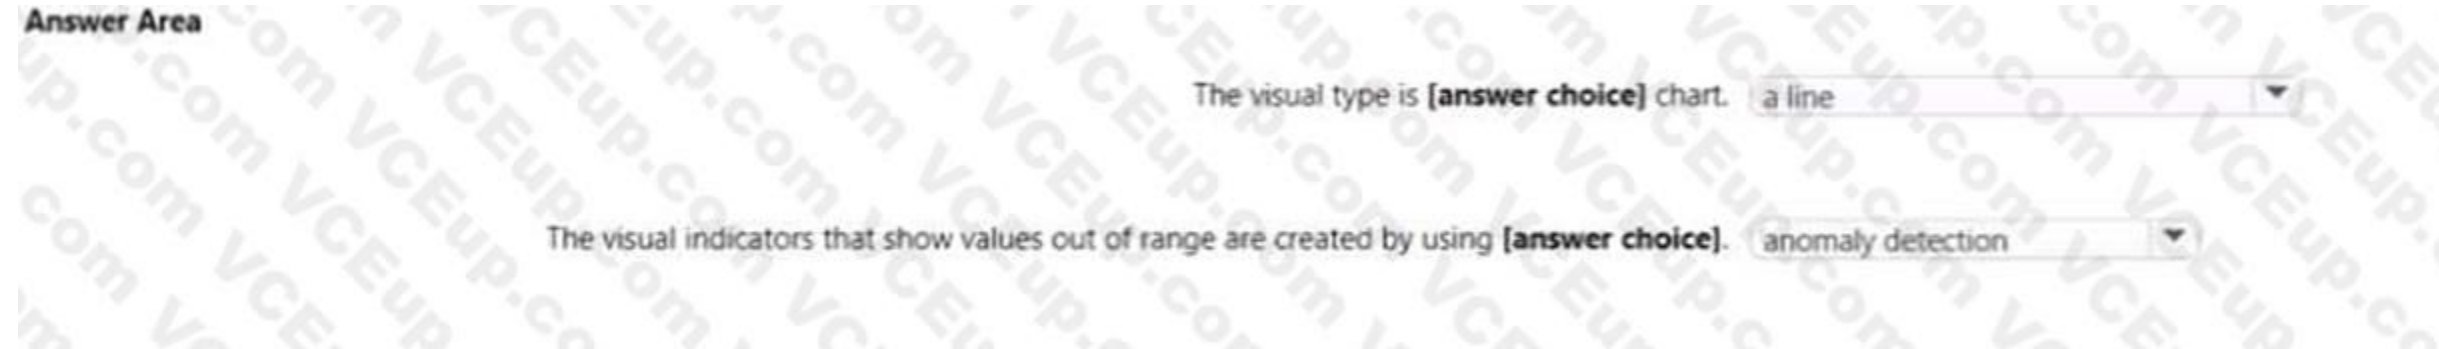 Answer Area
The visual type is [answer choice] chart. a line
The visual indicators that show values out of range are created by using [answer choice]. anomaly detection